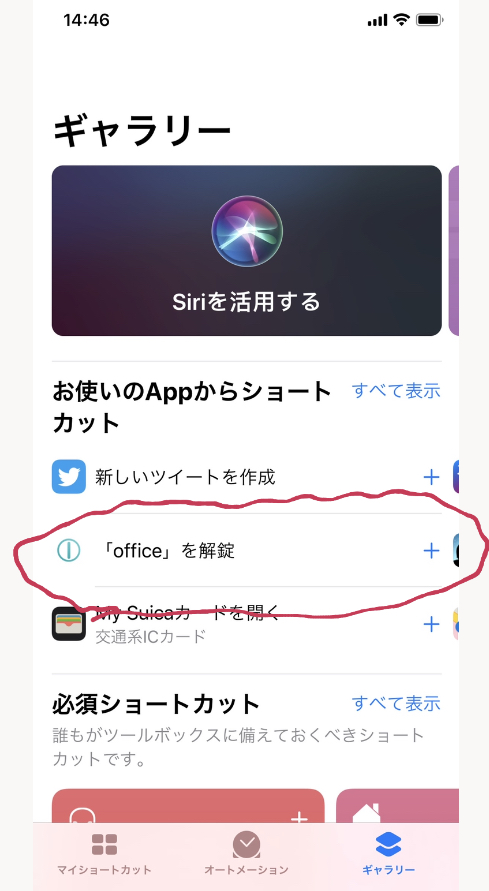 14:46
ギャラリー
Siriを活用する
お使いのAppからショート
カット
すべて表示
新しいツイートを作成
「office」を解錠
My Suicaカードを開く
交通系ICカード
必須ショートカット
すべて表示
誰もがツールボックスに備えておくべきショート
カットです。
マイショートカット
オートメーション
ギャラリー